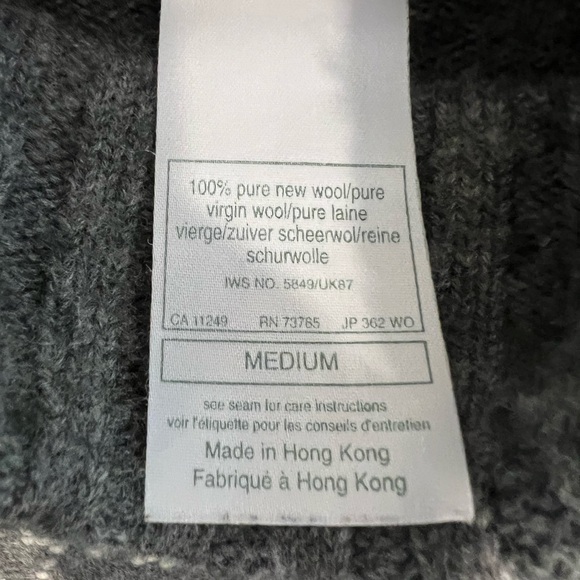 100% pure new wool/pure
virgin wool/pure laine
vierge/zuiver scheerwol/reine
schurwolle
IWS NO. 5849/UK87
CA 11249 RN 73765 JP 362 WO
MEDIUM
see seam for care instructions
voir l'étiquette pour les conseils d'entretien
Made in Hong Kong
Fabriqué à Hong Kong